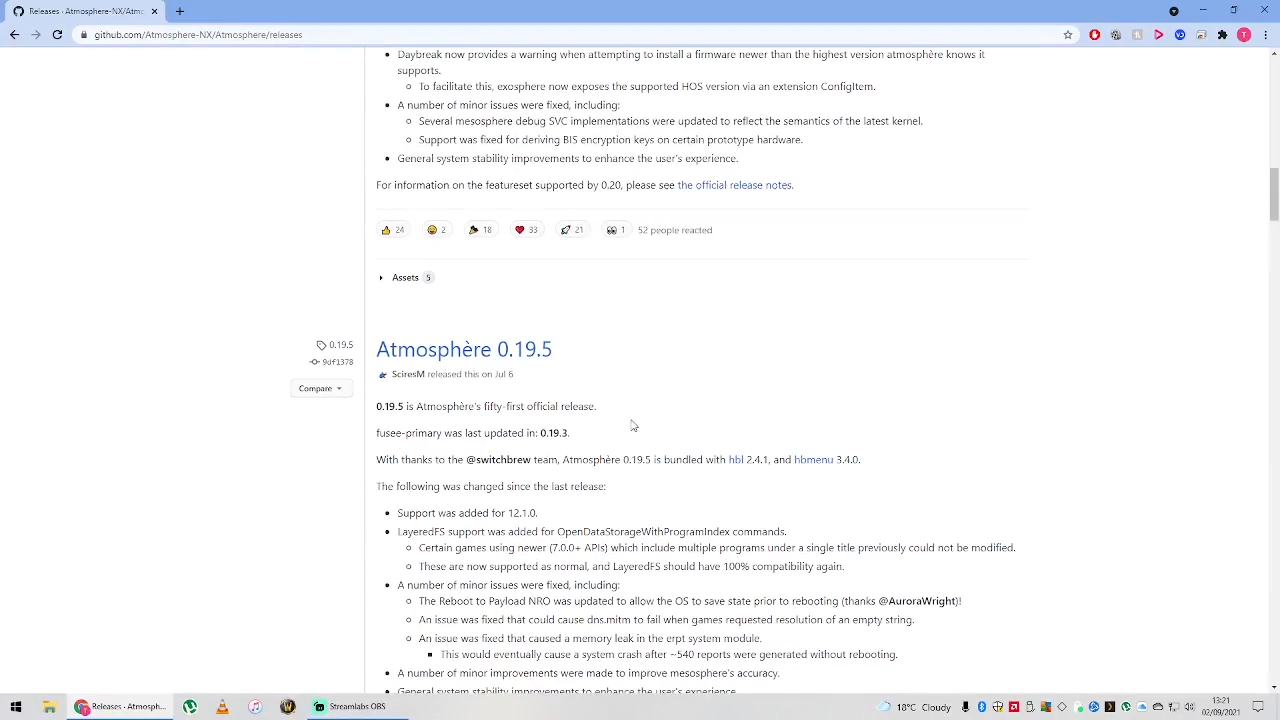 Releases · Atmosphere-NX/Atmo
github.com/Atmosphere-NX/Atmosphere/releases
T
• Daybreak now provides a warning when attempting to install a firmware newer than the highest version atmosphère knows it
supports.
To facilitate this, exosphere now exposes the supported HOS version via an extension ConfigItem.
• A number of minor issues were fixed, including:
Several mesosphere debug SVC implementations were updated to reflect the semantics of the latest kernel.
Support was fixed for deriving BIS encryption keys on certain prototype hardware.
• General system stability improvements to enhance the user's experience.
For information on the featureset supported by 0.20, please see the official release notes.
24 2 18 33 21 1 52 people reacted
Assets 5
0.19.5
9df1378
Compare
Atmosphère 0.19.5
SciresM released this on Jul 6
0.19.5 is Atmosphère's fifty-first official release.
fusee-primary was last updated in: 0.19.3.
With thanks to the @switchbrew team, Atmosphère 0.19.5 is bundled with hbl 2.4.1, and hbmenu 3.4.0.
The following was changed since the last release:
• Support was added for 12.1.0.
• LayeredFS support was added for OpenDataStorageWithProgramIndex commands.
Certain games using newer (7.0.0+ APIs) which include multiple programs under a single title previously could not be modified.
These are now supported as normal, and LayeredFS should have 100% compatibility again.
• A number of minor issues were fixed, including:
The Reboot to Payload NRO was updated to allow the OS to save state prior to rebooting (thanks @AuroraWright)!
An issue was fixed that could cause dns.mitm to fail when games requested resolution of an empty string.
An issue was fixed that caused a memory leak in the erpt system module.
This would eventually cause a system crash after ~540 reports were generated without rebooting.
• A number of minor improvements were made to improve mesosphere's accuracy.
• General system stability improvements to enhance the user's experience.
Releases · Atmosph... Streamlabs OBS 18°C Cloudy 13:21
02/09/2021